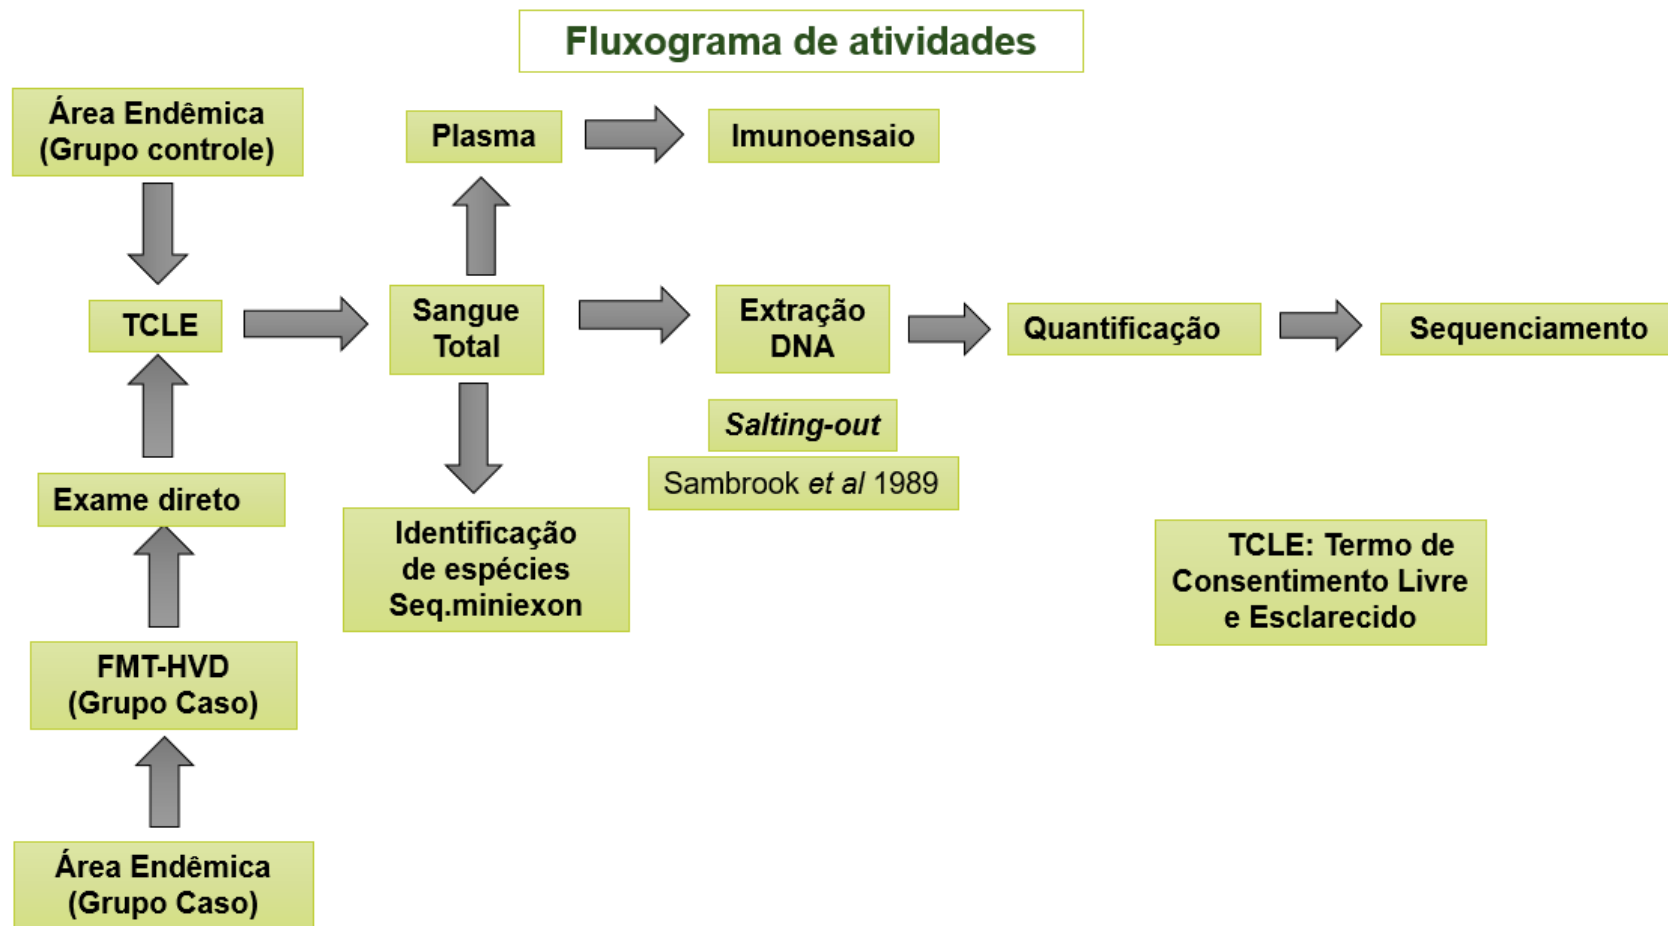 Fluxograma de atividades
Área Endêmica
(Grupo controle)
Plasma
Imunoensaio
TCLE
Sangue
Total
Extração
DNA
Quantificação
Sequenciamento
Salting-out
Sambrook et al 1989
Exame direto
Identificação
de espécies
Seq.miniexon
TCLE: Termo de
Consentimento Livre
e Esclarecido
FMT-HVD
(Grupo Caso)
Área Endêmica
(Grupo Caso)